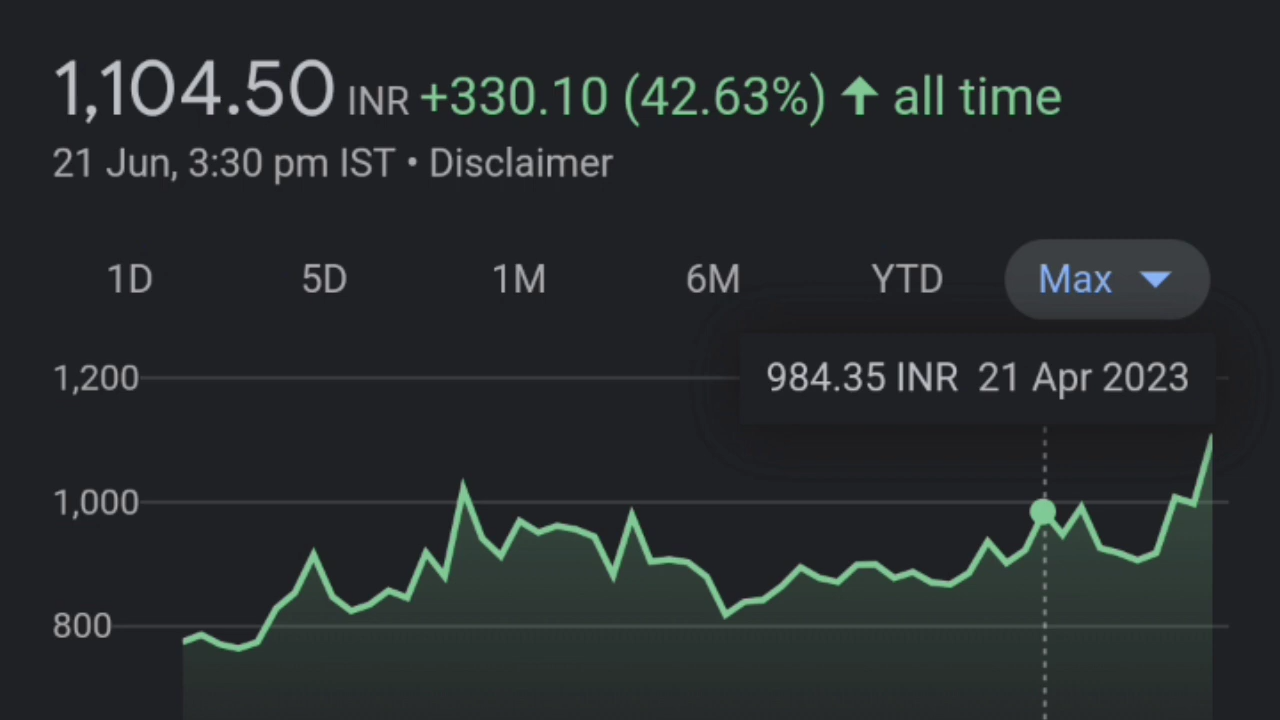 1,104.50 INR +330.10 (42.63%) ↑ all time
21 Jun, 3:30 pm IST • Disclaimer
1D 5D 1M 6M YTD Max
984.35 INR 21 Apr 2023
1,200
1,000
800